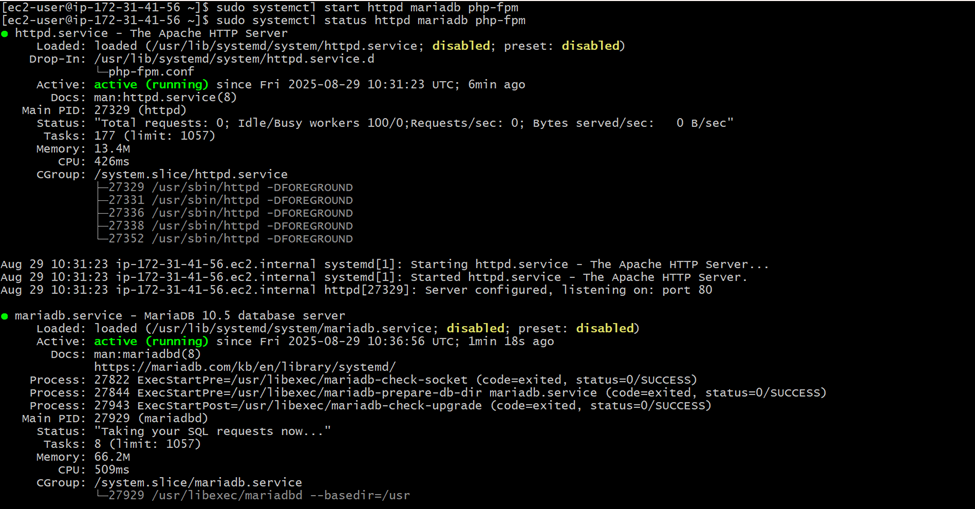 [ec2-user@ip-172-31-41-56 ~]$ sudo systemctl start httpd mariadb php-fpm
[ec2-user@ip-172-31-41-56 ~]$ sudo systemctl status httpd mariadb php-fpm
● httpd.service - The Apache HTTP Server
Loaded: loaded (/usr/lib/systemd/system/httpd.service; disabled; preset: disabled)
Drop-In: /usr/lib/systemd/system/httpd.service.d
└─php-fpm.conf
Active: active (running) since Fri 2025-08-29 10:31:23 UTC; 6min ago
Docs: man:httpd.service(8)
Main PID: 27329 (httpd)
Status: "Total requests: 0; Idle/Busy workers 100/0;Requests/sec: 0; Bytes served/sec:   0 B/sec"
Tasks: 177 (limit: 1057)
Memory: 13.4M
CPU: 426ms
CGroup: /system.slice/httpd.service
├─27329 /usr/sbin/httpd -DFOREGROUND
├─27331 /usr/sbin/httpd -DFOREGROUND
├─27336 /usr/sbin/httpd -DFOREGROUND
├─27338 /usr/sbin/httpd -DFOREGROUND
└─27352 /usr/sbin/httpd -DFOREGROUND
Aug 29 10:31:23 ip-172-31-41-56.ec2.internal systemd[1]: Starting httpd.service - The Apache HTTP Server...
Aug 29 10:31:23 ip-172-31-41-56.ec2.internal systemd[1]: Started httpd.service - The Apache HTTP Server.
Aug 29 10:31:23 ip-172-31-41-56.ec2.internal httpd[27329]: Server configured, listening on: port 80
● mariadb.service - MariaDB 10.5 database server
Loaded: loaded (/usr/lib/systemd/system/mariadb.service; disabled; preset: disabled)
Active: active (running) since Fri 2025-08-29 10:36:56 UTC; 1min 18s ago
Docs: man:mariadbd(8)
https://mariadb.com/kb/en/library/systemd/
Process: 27822 ExecStartPre=/usr/libexec/mariadb-check-socket (code=exited, status=0/SUCCESS)
Process: 27844 ExecStartPre=/usr/libexec/mariadb-prepare-db-dir mariadb.service (code=exited, status=0/SUCCESS)
Process: 27943 ExecStartPost=/usr/libexec/mariadb-check-upgrade (code=exited, status=0/SUCCESS)
Main PID: 27929 (mariadbd)
Status: "Taking your SQL requests now..."
Tasks: 8 (limit: 1057)
Memory: 66.2M
CPU: 509ms
CGroup: /system.slice/mariadb.service
└─27929 /usr/libexec/mariadbd --basedir=/usr